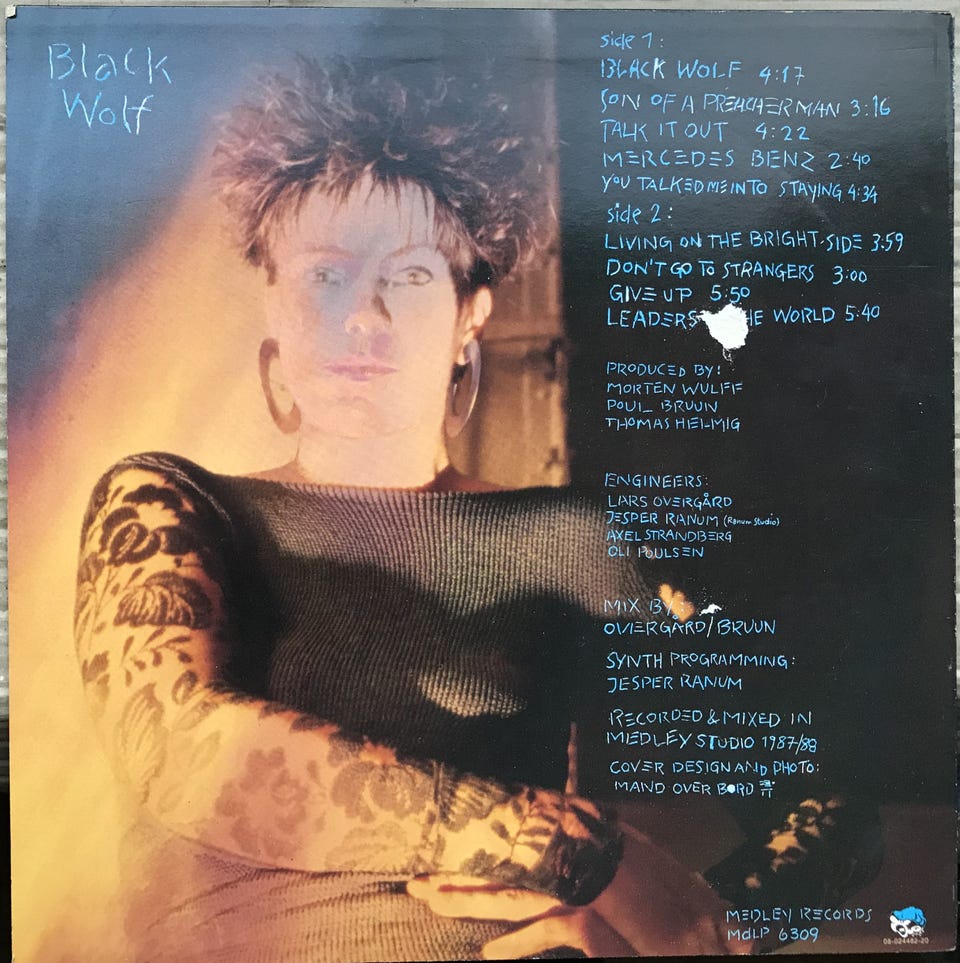 Black
Wolf
side 1:
BLACK WOLF 4:17
SON OF A PREACHER MAN 3:16
TALK IT OUT 4:22
MERCEDES BENZ 2:40
YOU TALKED ME INTO STAYING 4:34
side 2:
LIVING ON THE BRIGHT-SIDE 3:59
DON'T GO TO STRANGERS 3:00
GIVE UP 5:50
LEADERS WORLD 5:40
PRODUCED BY:
MORTEN WULFF
POUL BRUUN
THOMAS HELMIG
ENGINEERS:
LARS OVERGÅRD
JESPER RANUM (Ranum Studio)
AXEL STRANDBERG
OLI POULSEN
MIX BY:
OVERGÅRD/BRUUN
SYNTH PROGRAMMING:
JESPER RANUM
RECORDED & MIXED IN
MEDLEY STUDIO 1987/88
COVER DESIGN AND PHOTO:
MAND OVER BORD
MEDLEY RECORDS
MdLP 6309
08-024462-20